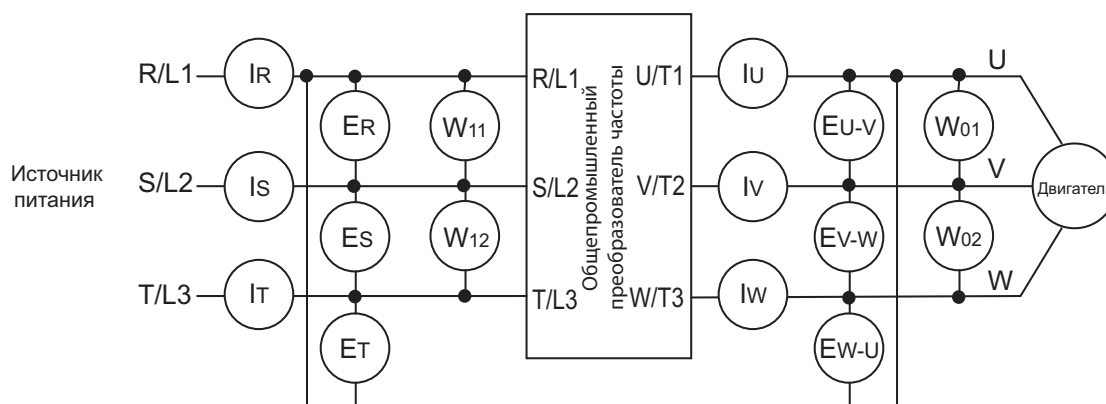 R/L1
IR
R/L1
U/T1
IU
U
ER
W11
EU-V
W01
Источник
питания
S/L2
IS
S/L2
V/T2
IV
V
Двигател
ES
W12
EV-W
W02
Общепромышленный
преобразователь частоты
T/L3
IT
T/L3
W/T3
IW
W
ET
EW-U